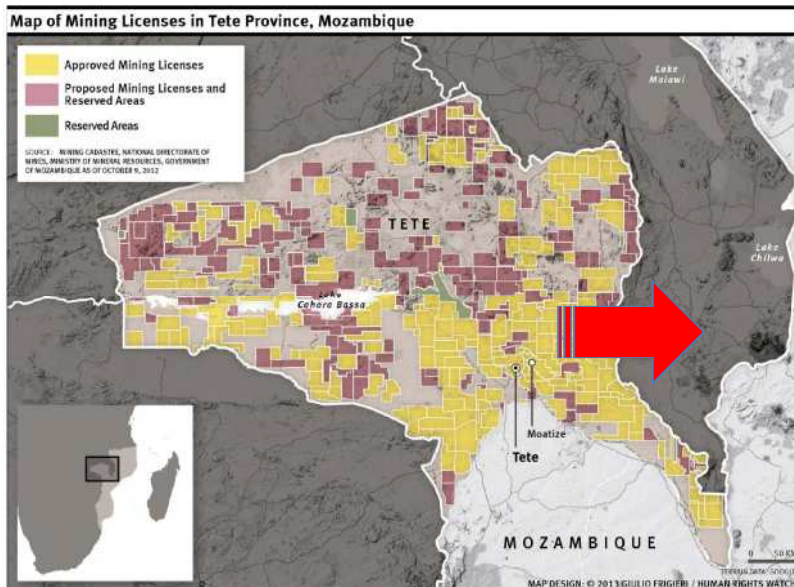 Map of Mining Licenses in Tete Province, Mozambique
Approved Mining Licenses
Proposed Mining Licenses and
Reserved Areas
Reserved Areas
SOURCE: MINING CADASTRE, NATIONAL DIRECTORATE OF
MINES, MINISTRY OF MINERAL RESOURCES, GOVERNMENT
OF MOZAMBIQUE AS OF OCTOBER 9, 2012
Lake
Malawi
TETE
Lake
Chilwa
Lake
Cahora Bassa
Moatize
Tete
MOZAMBIQUE
0 50 KM
TERRAIN DATA: GOOGLE
MAP DESIGN: © 2013 GIULIO FRIGIERI / HUMAN RIGHTS WATCH